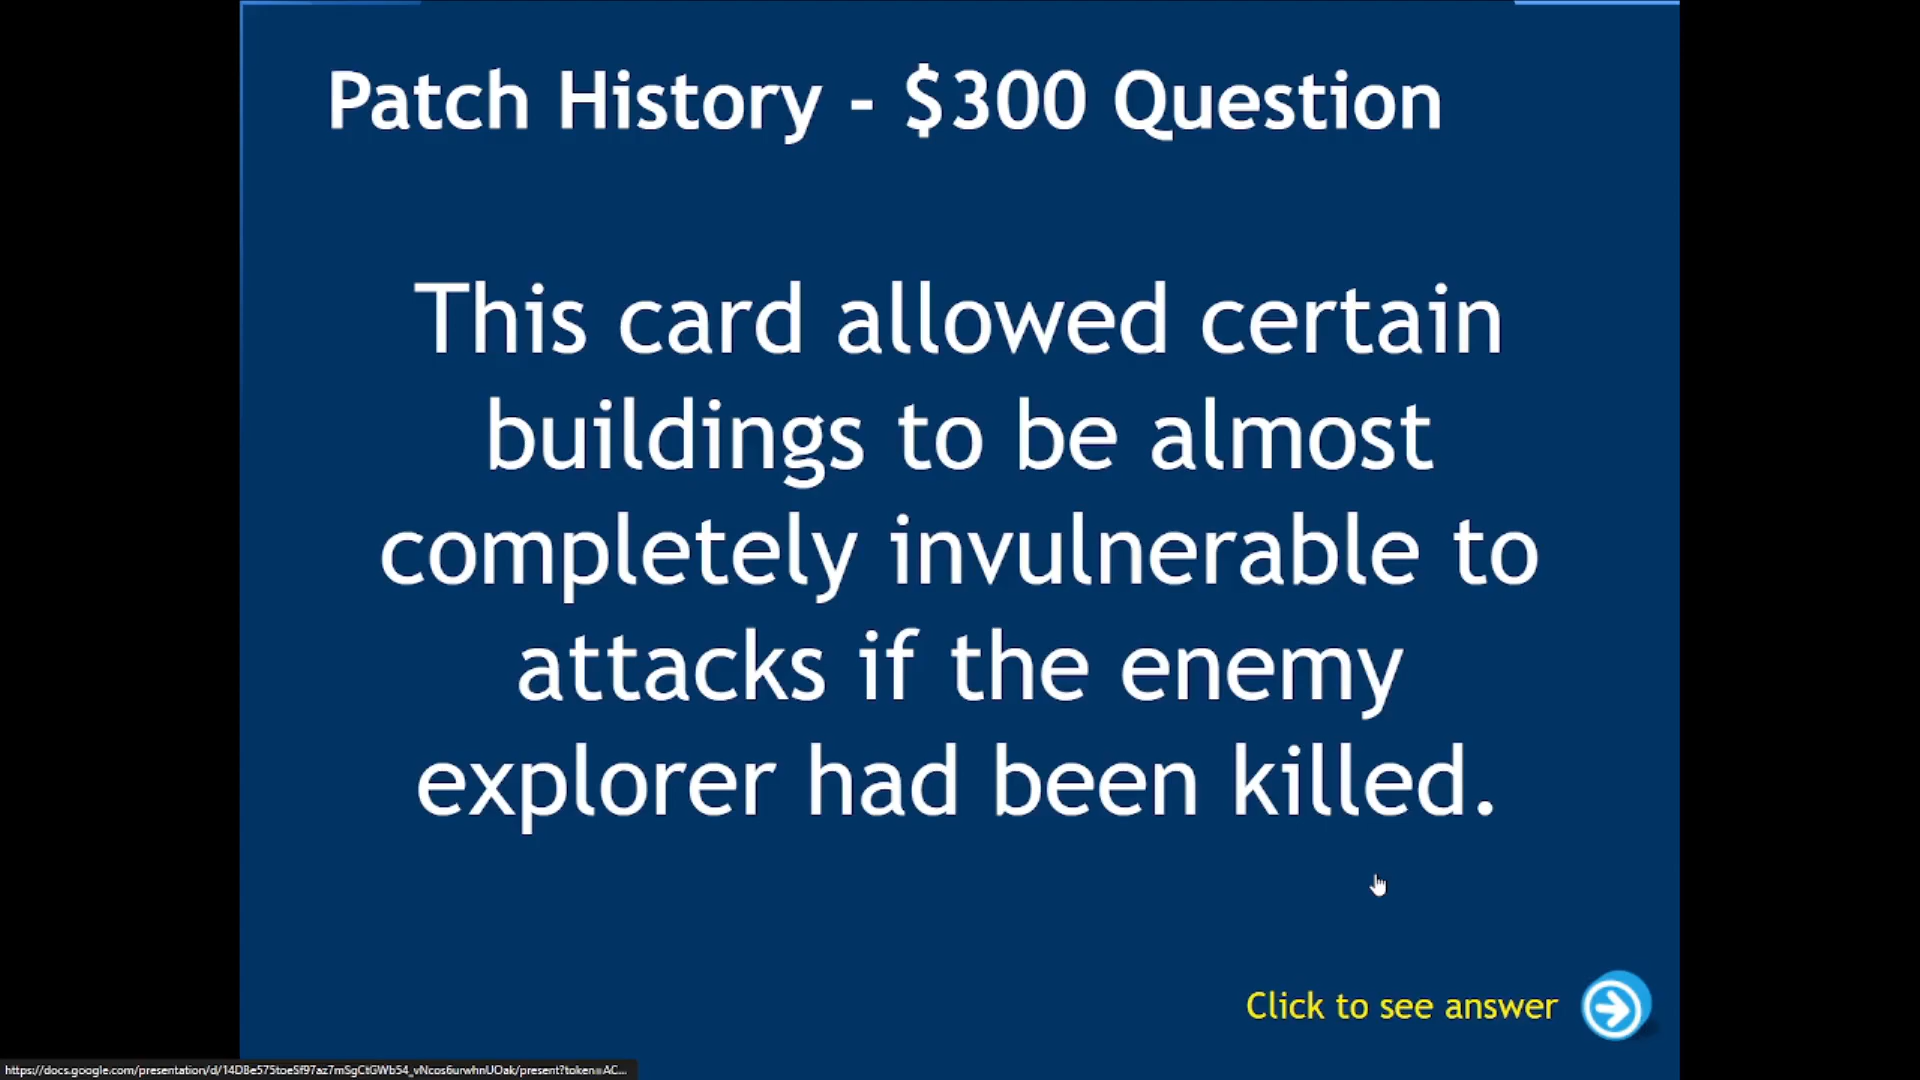 Patch History - $300 Question
This card allowed certain
buildings to be almost
completely invulnerable to
attacks if the enemy
explorer had been killed.
Click to see answer